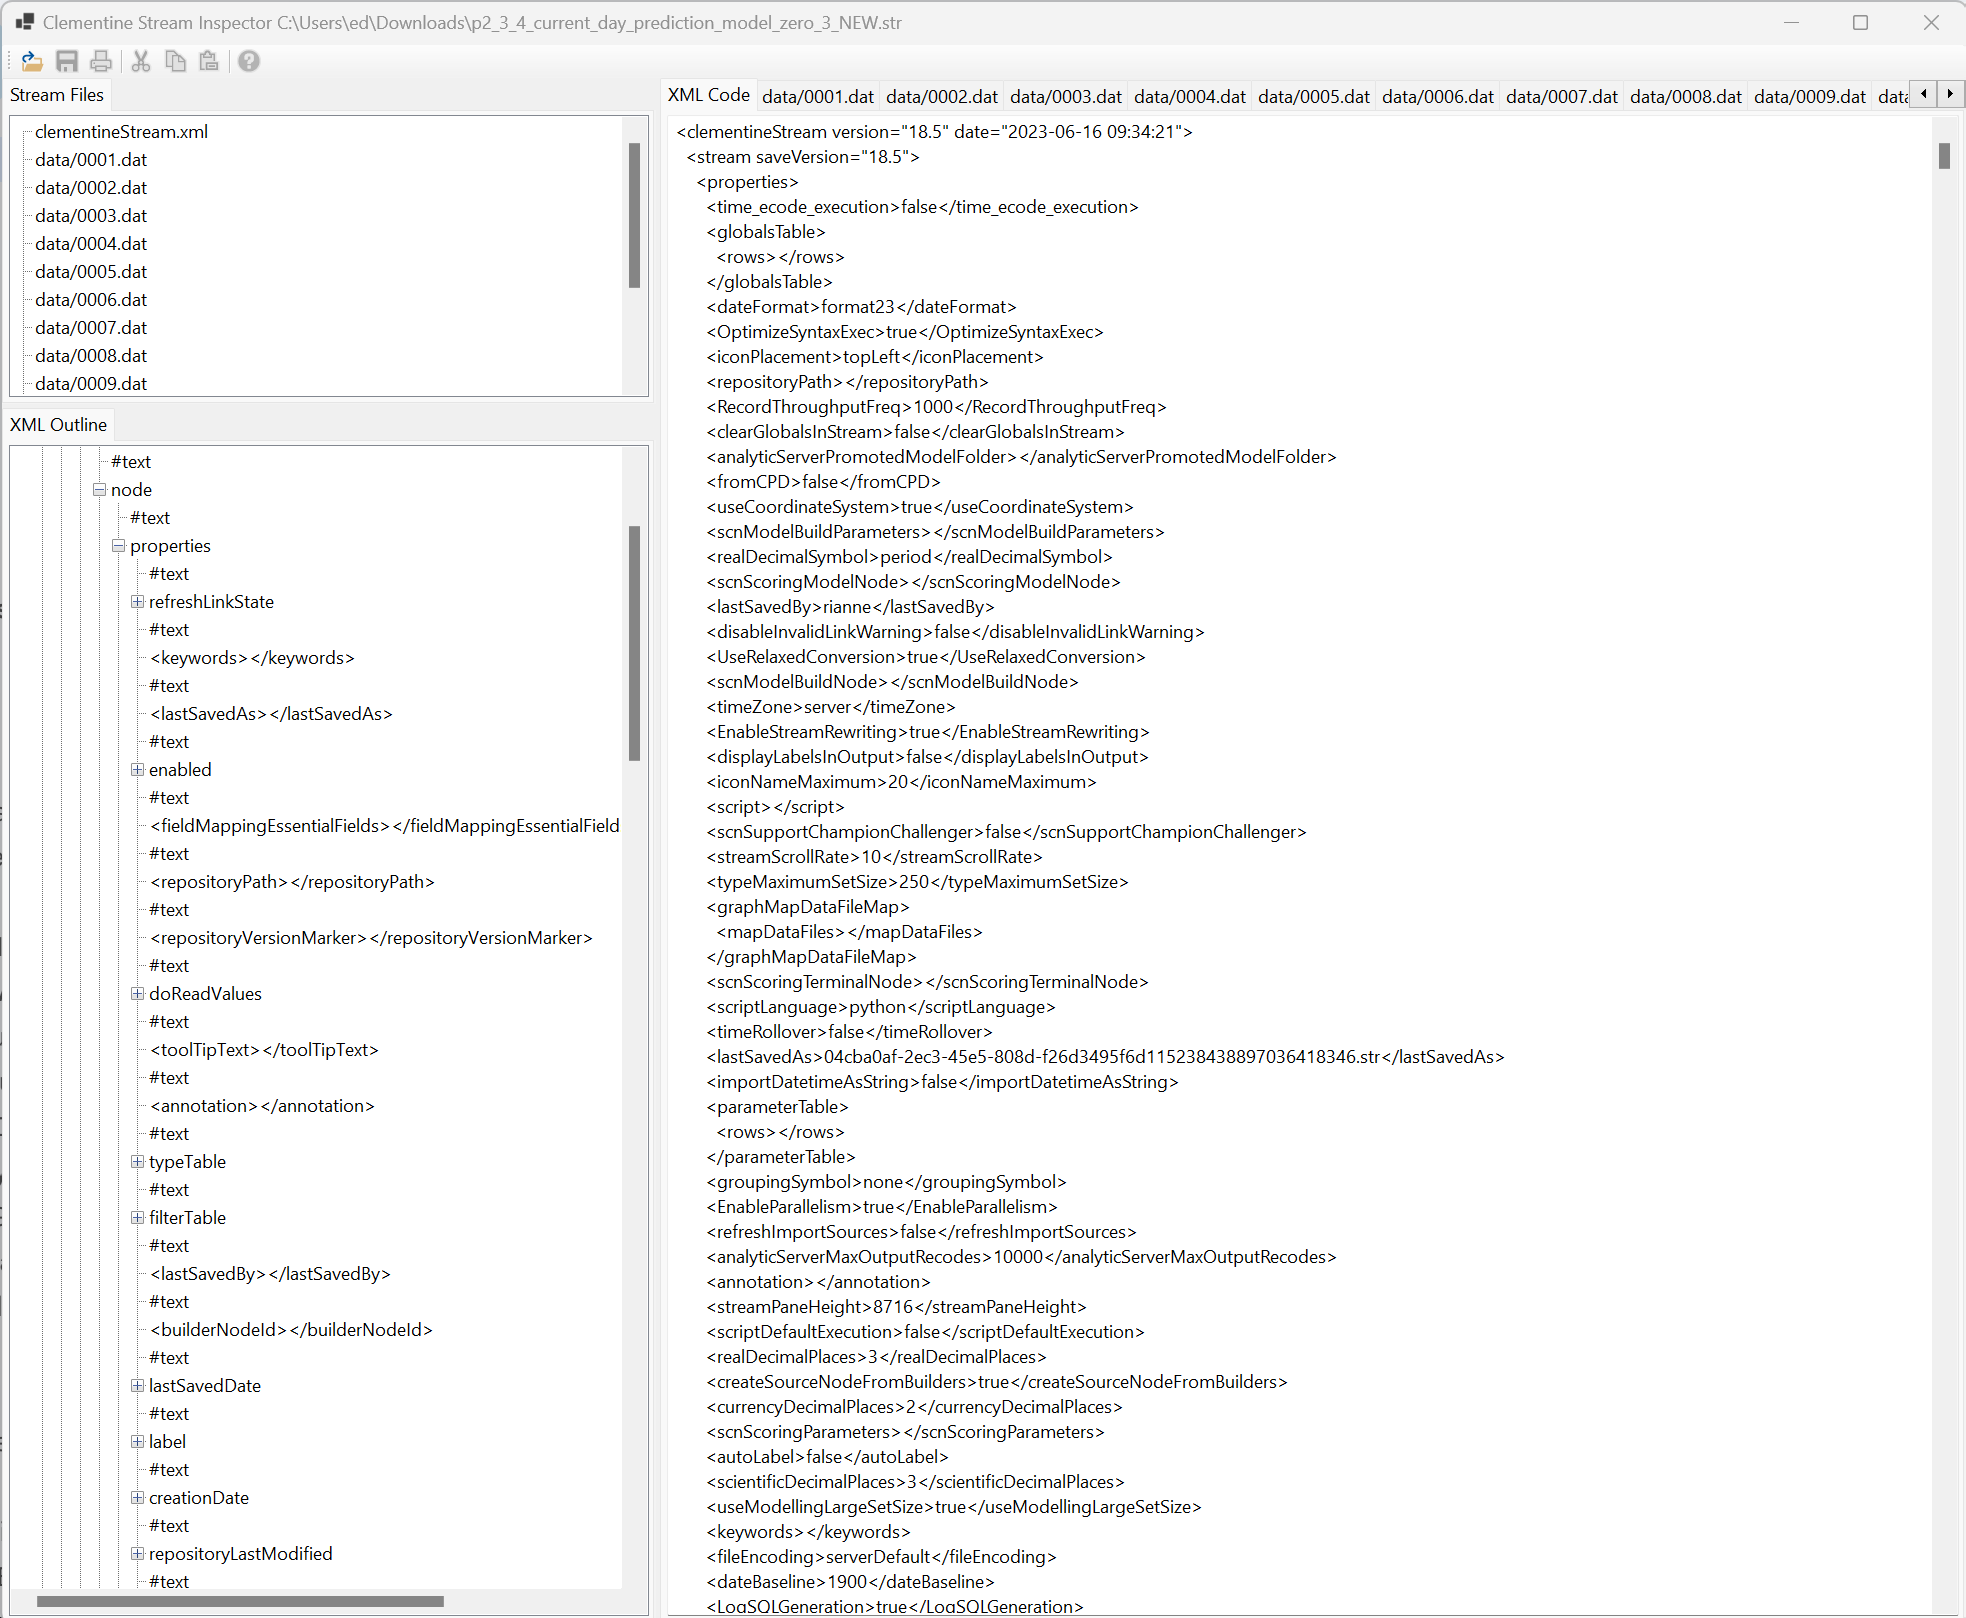 Clementine Stream Inspector C:\Users\ed\Downloads\p2_3_4_current_day_prediction_model_zero_3_NEW.str
Stream Files
clementineStream.xml
data/0001.dat
data/0002.dat
data/0003.dat
data/0004.dat
data/0005.dat
data/0006.dat
data/0007.dat
data/0008.dat
data/0009.dat
XML Outline
#text
node
#text
properties
#text
refreshLinkState
#text
<keywords></keywords>
#text
<lastSavedAs></lastSavedAs>
#text
enabled
#text
<fieldMappingEssentialFields></fieldMappingEssentialField
#text
<repositoryPath></repositoryPath>
#text
<repositoryVersionMarker></repositoryVersionMarker>
#text
doReadValues
#text
<toolTipText></toolTipText>
#text
<annotation></annotation>
#text
typeTable
#text
filterTable
#text
<lastSavedBy></lastSavedBy>
#text
<builderNodeId></builderNodeId>
#text
lastSavedDate
#text
label
#text
creationDate
#text
repositoryLastModified
#text
XML Code data/0001.dat data/0002.dat data/0003.dat data/0004.dat data/0005.dat data/0006.dat data/0007.dat data/0008.dat data/0009.dat
<clementineStream version="18.5" date="2023-06-16 09:34:21">
<stream saveVersion="18.5">
<properties>
<time_ecode_execution>false</time_ecode_execution>
<globalsTable>
<rows></rows>
</globalsTable>
<dateFormat>format23</dateFormat>
<OptimizeSyntaxExec>true</OptimizeSyntaxExec>
<iconPlacement>topLeft</iconPlacement>
<repositoryPath></repositoryPath>
<RecordThroughputFreq>1000</RecordThroughputFreq>
<clearGlobalsInStream>false</clearGlobalsInStream>
<analyticServerPromotedModelFolder></analyticServerPromotedModelFolder>
<fromCPD>false</fromCPD>
<useCoordinateSystem>true</useCoordinateSystem>
<scnModelBuildParameters></scnModelBuildParameters>
<realDecimalSymbol>period</realDecimalSymbol>
<scnScoringModelNode></scnScoringModelNode>
<lastSavedBy>rianne</lastSavedBy>
<disableInvalidLinkWarning>false</disableInvalidLinkWarning>
<UseRelaxedConversion>true</UseRelaxedConversion>
<scnModelBuildNode></scnModelBuildNode>
<timeZone>server</timeZone>
<EnableStreamRewriting>true</EnableStreamRewriting>
<displayLabelsInOutput>false</displayLabelsInOutput>
<iconNameMaximum>20</iconNameMaximum>
<script></script>
<scnSupportChampionChallenger>false</scnSupportChampionChallenger>
<streamScrollRate>10</streamScrollRate>
<typeMaximumSetSize>250</typeMaximumSetSize>
<graphMapDataFileMap>
<mapDataFiles></mapDataFiles>
</graphMapDataFileMap>
<scnScoringTerminalNode></scnScoringTerminalNode>
<scriptLanguage>python</scriptLanguage>
<timeRollover>false</timeRollover>
<lastSavedAs>04cba0af-2ec3-45e5-808d-f26d3495f6d1152384388970364​18346.str</lastSavedAs>
<importDatetimeAsString>false</importDatetimeAsString>
<parameterTable>
<rows></rows>
</parameterTable>
<groupingSymbol>none</groupingSymbol>
<EnableParallelism>true</EnableParallelism>
<refreshImportSources>false</refreshImportSources>
<analyticServerMaxOutputRecodes>10000</analyticServerMaxOutputRecodes>
<annotation></annotation>
<streamPaneHeight>8716</streamPaneHeight>
<scriptDefaultExecution>false</scriptDefaultExecution>
<realDecimalPlaces>3</realDecimalPlaces>
<createSourceNodeFromBuilders>true</createSourceNodeFromBuilders>
<currencyDecimalPlaces>2</currencyDecimalPlaces>
<scnScoringParameters></scnScoringParameters>
<autoLabel>false</autoLabel>
<scientificDecimalPlaces>3</scientificDecimalPlaces>
<useModellingLargeSetSize>true</useModellingLargeSetSize>
<keywords></keywords>
<fileEncoding>serverDefault</fileEncoding>
<dateBaseline>1900</dateBaseline>
<LogSQLGeneration>true</LogSQLGeneration>